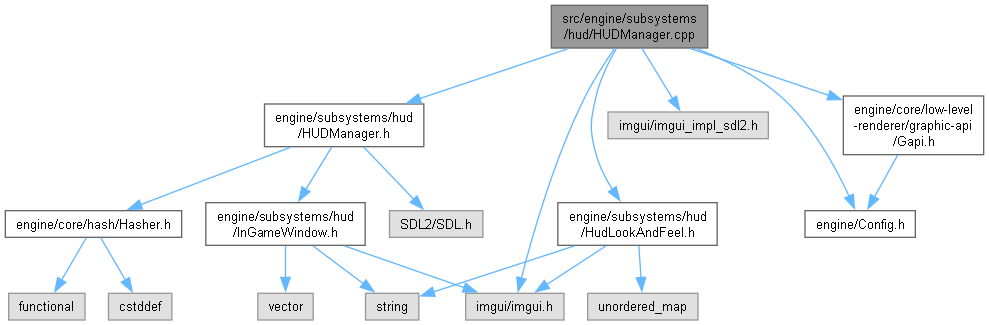 src/engine/subsystems
/hud/HUDManager.cpp
engine/subsystems/hud
/HUDManager.h
imgui/imgui_impl_sdl2.h
engine/core/low-level
-renderer/graphic-api
/Gapi.h
engine/core/hash/Hasher.h
engine/subsystems/hud
/InGameWindow.h
SDL2/SDL.h
engine/subsystems/hud
/HudLookAndFeel.h
engine/Config.h
functional
cstddef
vector
string
imgui/imgui.h
unordered_map